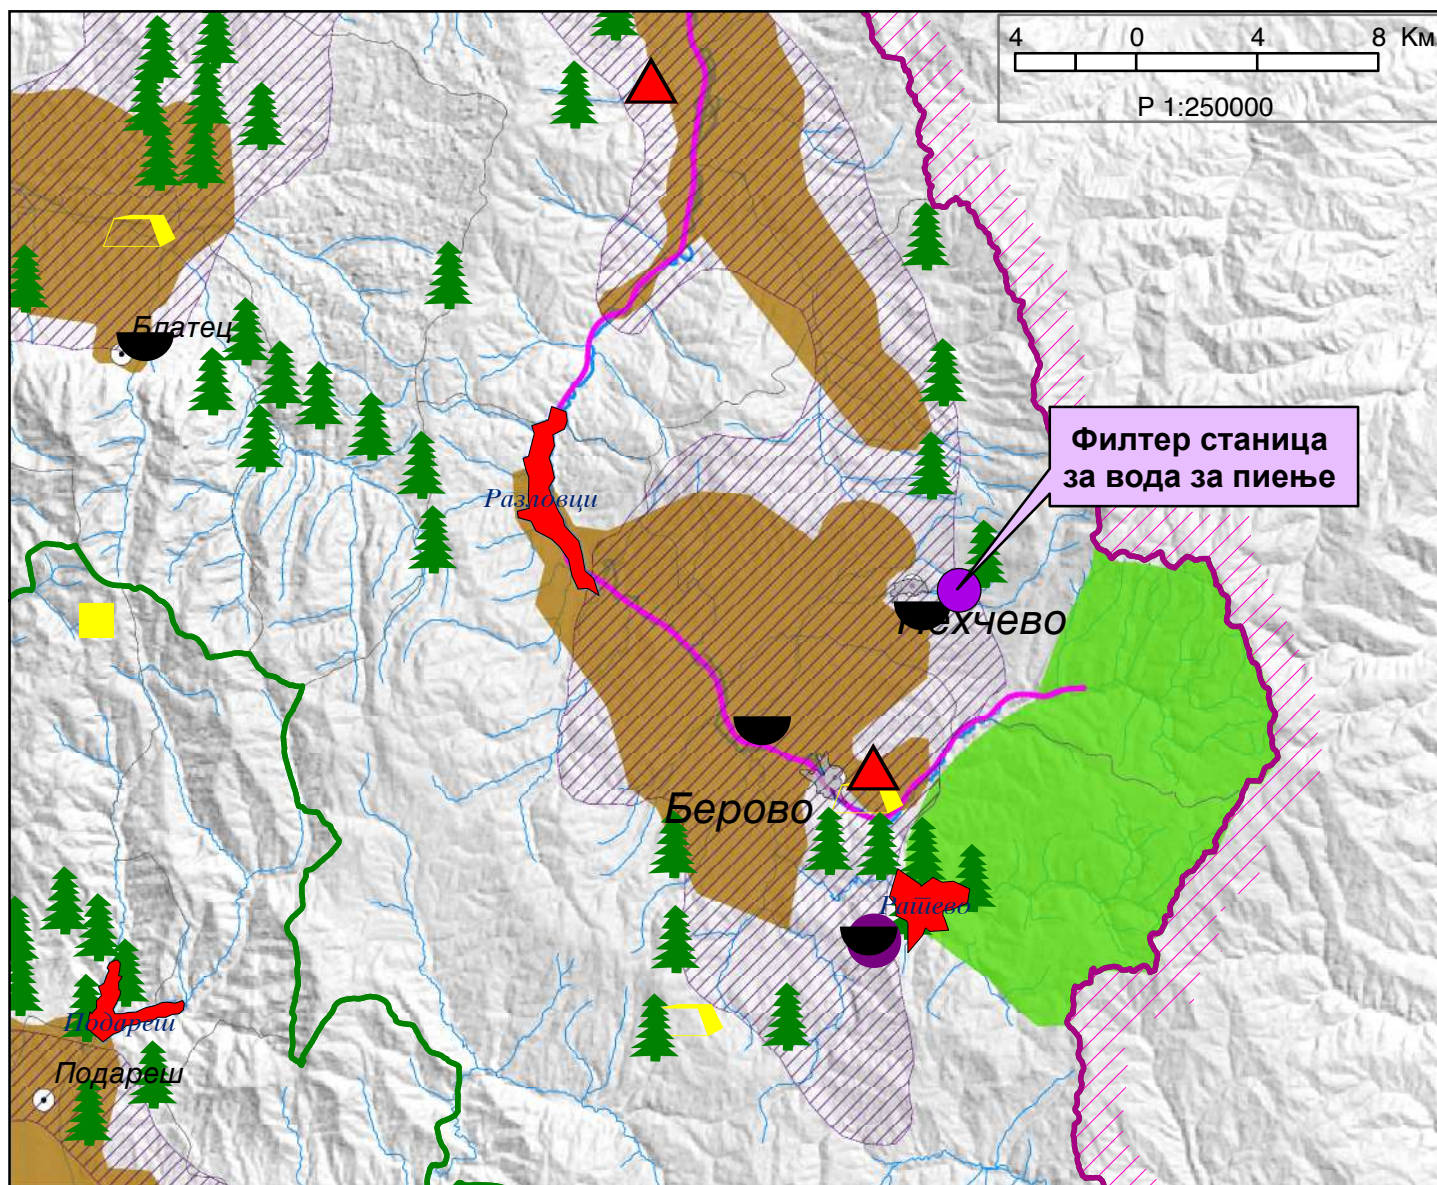 4 0 4 8 Км
Р 1:250000
Блатец
Филтер станица
за вода за пиење
Разловци
Пехчево
Берово
Ратево
Подареш
Подареш